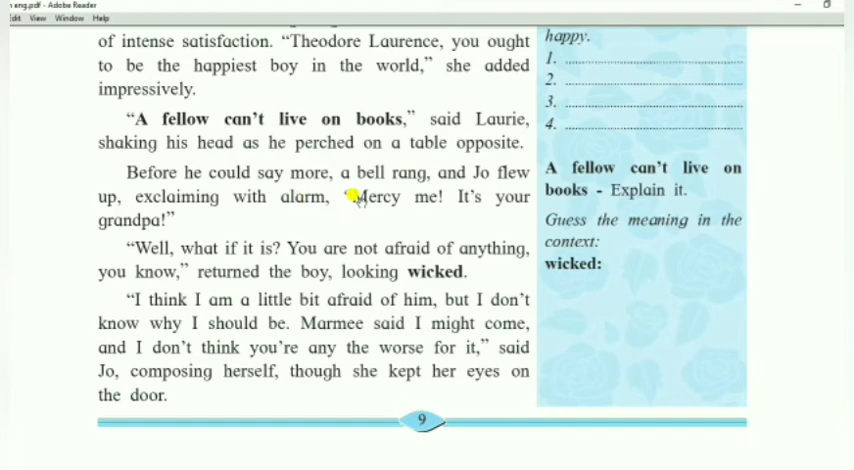 eng.pdf - Adobe Reader
Edit View Window Help
of intense satisfaction. “Theodore Laurence, you ought
to be the happiest boy in the world,” she added
impressively.
“A fellow can’t live on books,” said Laurie,
shaking his head as he perched on a table opposite.
Before he could say more, a bell rang, and Jo flew
up, exclaiming with alarm, “Mercy me! It’s your
grandpa!”
“Well, what if it is? You are not afraid of anything,
you know,” returned the boy, looking wicked.
“I think I am a little bit afraid of him, but I don’t
know why I should be. Marmee said I might come,
and I don’t think you’re any the worse for it,” said
Jo, composing herself, though she kept her eyes on
the door.
happy.
1.
2.
3.
4.
A fellow can’t live on
books - Explain it.
Guess the meaning in the
context:
wicked:
9